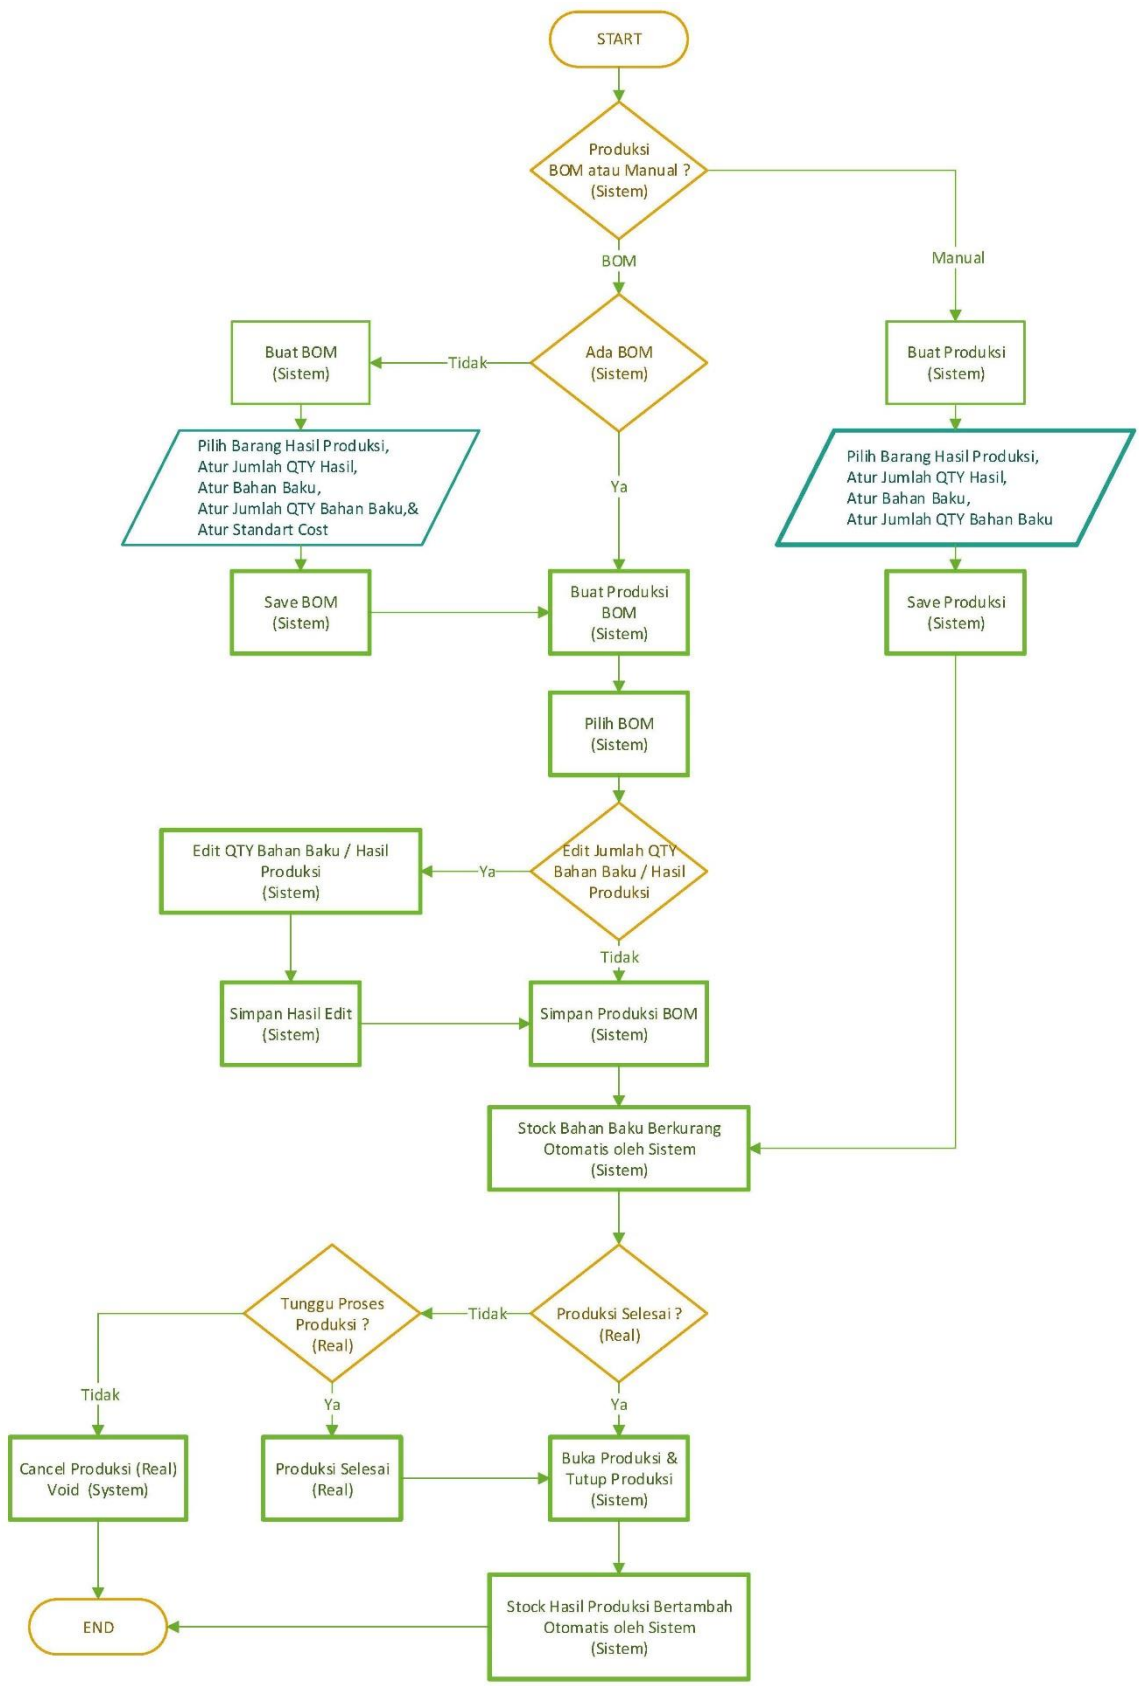 START
Produksi
BOM atau Manual ?
(Sistem)
BOM
Manual
Buat BOM
(Sistem)
Tidak
Ada BOM
(Sistem)
Buat Produksi
(Sistem)
Pilih Barang Hasil Produksi,
Atur Jumlah QTY Hasil,
Atur Bahan Baku,
Atur Jumlah QTY Bahan Baku,&
Atur Standart Cost
Ya
Pilih Barang Hasil Produksi,
Atur Jumlah QTY Hasil,
Atur Bahan Baku,
Atur Jumlah QTY Bahan Baku
Save BOM
(Sistem)
Buat Produksi
BOM
(Sistem)
Save Produksi
(Sistem)
Pilih BOM
(Sistem)
Edit QTY Bahan Baku / Hasil
Produksi
(Sistem)
Ya
Edit Jumlah QTY
Bahan Baku / Hasil
Produksi
Tidak
Simpan Hasil Edit
(Sistem)
Simpan Produksi BOM
(Sistem)
Stock Bahan Baku Berkurang
Otomatis oleh Sistem
(Sistem)
Tunggu Proses
Produksi ?
(Real)
Tidak
Produksi Selesai ?
(Real)
Tidak
Ya
Ya
Cancel Produksi (Real)
Void (System)
Produksi Selesai
(Real)
Buka Produksi &
Tutup Produksi
(Sistem)
END
Stock Hasil Produksi Bertambah
Otomatis oleh Sistem
(Sistem)